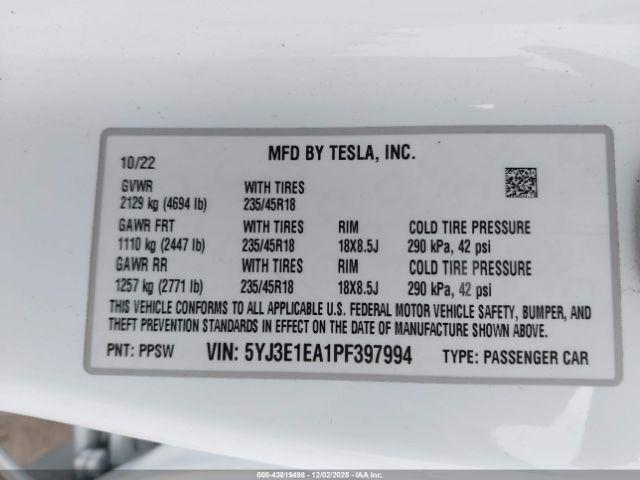 10/22 MFD BY TESLA, INC.
GVWR WITH TIRES
2129 kg (4694 lb) 235/45R18
GAWR FRT WITH TIRES RIM COLD TIRE PRESSURE
1110 kg (2447 lb) 235/45R18 18X8.5J 290 kPa, 42 psi
GAWR RR WITH TIRES RIM COLD TIRE PRESSURE
1257 kg (2771 lb) 235/45R18 18X8.5J 290 kPa, 42 psi
THIS VEHICLE CONFORMS TO ALL APPLICABLE U.S. FEDERAL MOTOR VEHICLE SAFETY, BUMPER, AND
THEFT PREVENTION STANDARDS IN EFFECT ON THE DATE OF MANUFACTURE SHOWN ABOVE.
PNT: PPSW VIN: 5YJ3E1EA1PF397994 TYPE: PASSENGER CAR
000-43819498 - 12/02/2025 - IAA Inc.